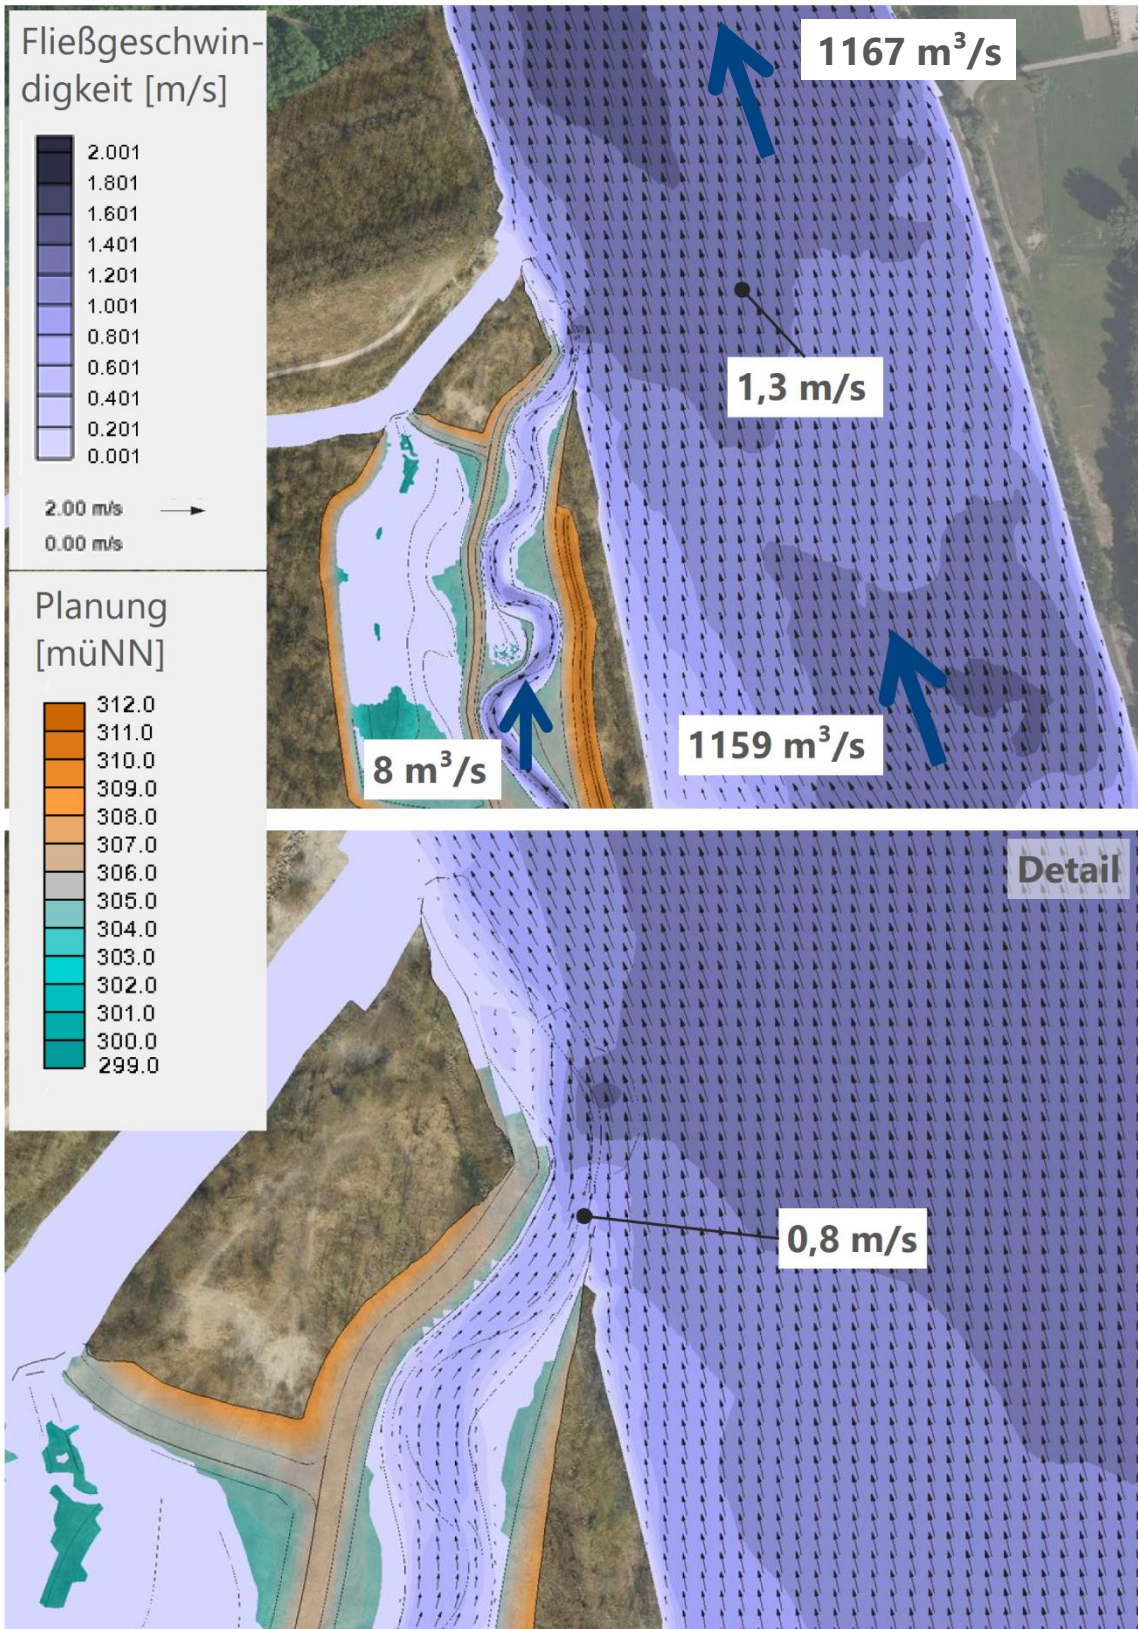 Fließgeschwin-
digkeit [m/s]
2.001
1.801
1.601
1.401
1.201
1.001
0.801
0.601
0.401
0.201
0.001
2.00 m/s
0.00 m/s
Planung
[müNN]
312.0
311.0
310.0
309.0
308.0
307.0
306.0
305.0
304.0
303.0
302.0
301.0
300.0
299.0
1167 m³/s
1,3 m/s
1159 m³/s
8 m³/s
Detail
0,8 m/s